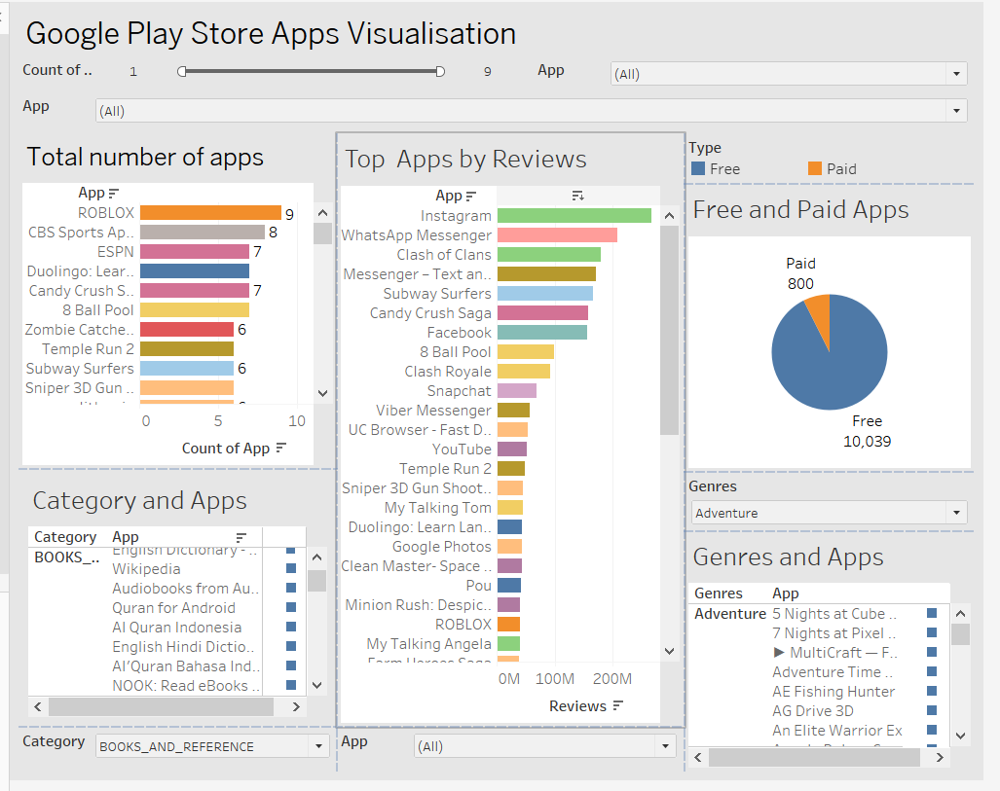 Google Play Store Apps Visualisation
Count of .. 1 9 App (All)
App (All)
Total number of apps
App
ROBLOX 9
CBS Sports Ap.. 8
ESPN 7
Duolingo: Lear..
Candy Crush S.. 7
8 Ball Pool
Zombie Catche.. 6
Temple Run 2
Subway Surfers 6
Sniper 3D Gun ..
0 5 10
Count of App
Category and Apps
Category App
BOOKS_.. English Dictionary - ..
Wikipedia
Audiobooks from Au..
Quran for Android
Al Quran Indonesia
English Hindi Dictio..
Al'Quran Bahasa Ind..
NOOK: Read eBooks ..
Category BOOKS_AND_REFERENCE
Top Apps by Reviews
App
Instagram
WhatsApp Messenger
Clash of Clans
Messenger – Text an..
Subway Surfers
Candy Crush Saga
Facebook
8 Ball Pool
Clash Royale
Snapchat
Viber Messenger
UC Browser - Fast D..
YouTube
Temple Run 2
Sniper 3D Gun Shoot..
My Talking Tom
Duolingo: Learn Lan..
Google Photos
Clean Master- Space ..
Pou
Minion Rush: Despic..
ROBLOX
My Talking Angela
Farm Heroes Saga
0M 100M 200M
Reviews
App (All)
Type
Free Paid
Free and Paid Apps
Paid
800
Free
10,039
Genres
Adventure
Genres and Apps
Genres App
Adventure 5 Nights at Cube ..
7 Nights at Pixel ..
► MultiCraft — F..
Adventure Time ..
AE Fishing Hunter
AG Drive 3D
An Elite Warrior Ex